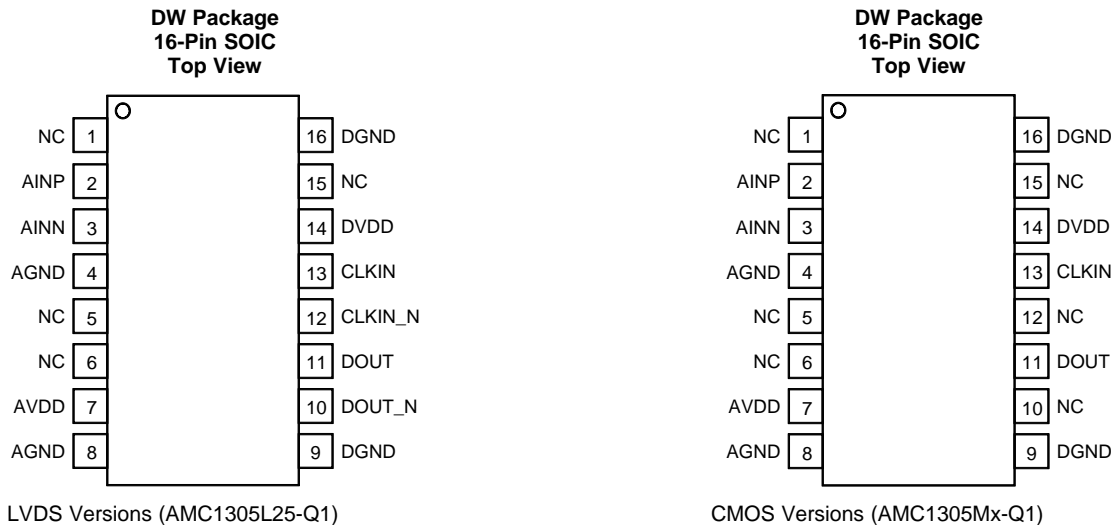 DW Package
16-Pin SOIC
Top View
NC 1 16 DGND
AINP 2 15 NC
AINN 3 14 DVDD
AGND 4 13 CLKIN
NC 5 12 CLKIN_N
NC 6 11 DOUT
AVDD 7 10 DOUT_N
AGND 8 9 DGND
LVDS Versions (AMC1305L25-Q1)
DW Package
16-Pin SOIC
Top View
NC 1 16 DGND
AINP 2 15 NC
AINN 3 14 DVDD
AGND 4 13 CLKIN
NC 5 12 NC
NC 6 11 DOUT
AVDD 7 10 NC
AGND 8 9 DGND
CMOS Versions (AMC1305Mx-Q1)